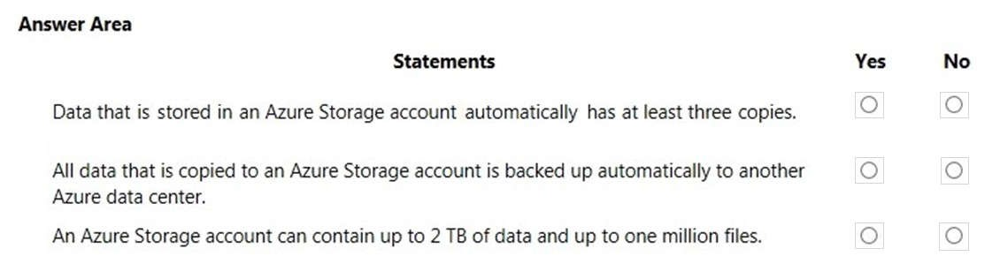 Answer Area
Statements Yes No
Data that is stored in an Azure Storage account automatically has at least three copies.
All data that is copied to an Azure Storage account is backed up automatically to another
Azure data center.
An Azure Storage account can contain up to 2 TB of data and up to one million files.